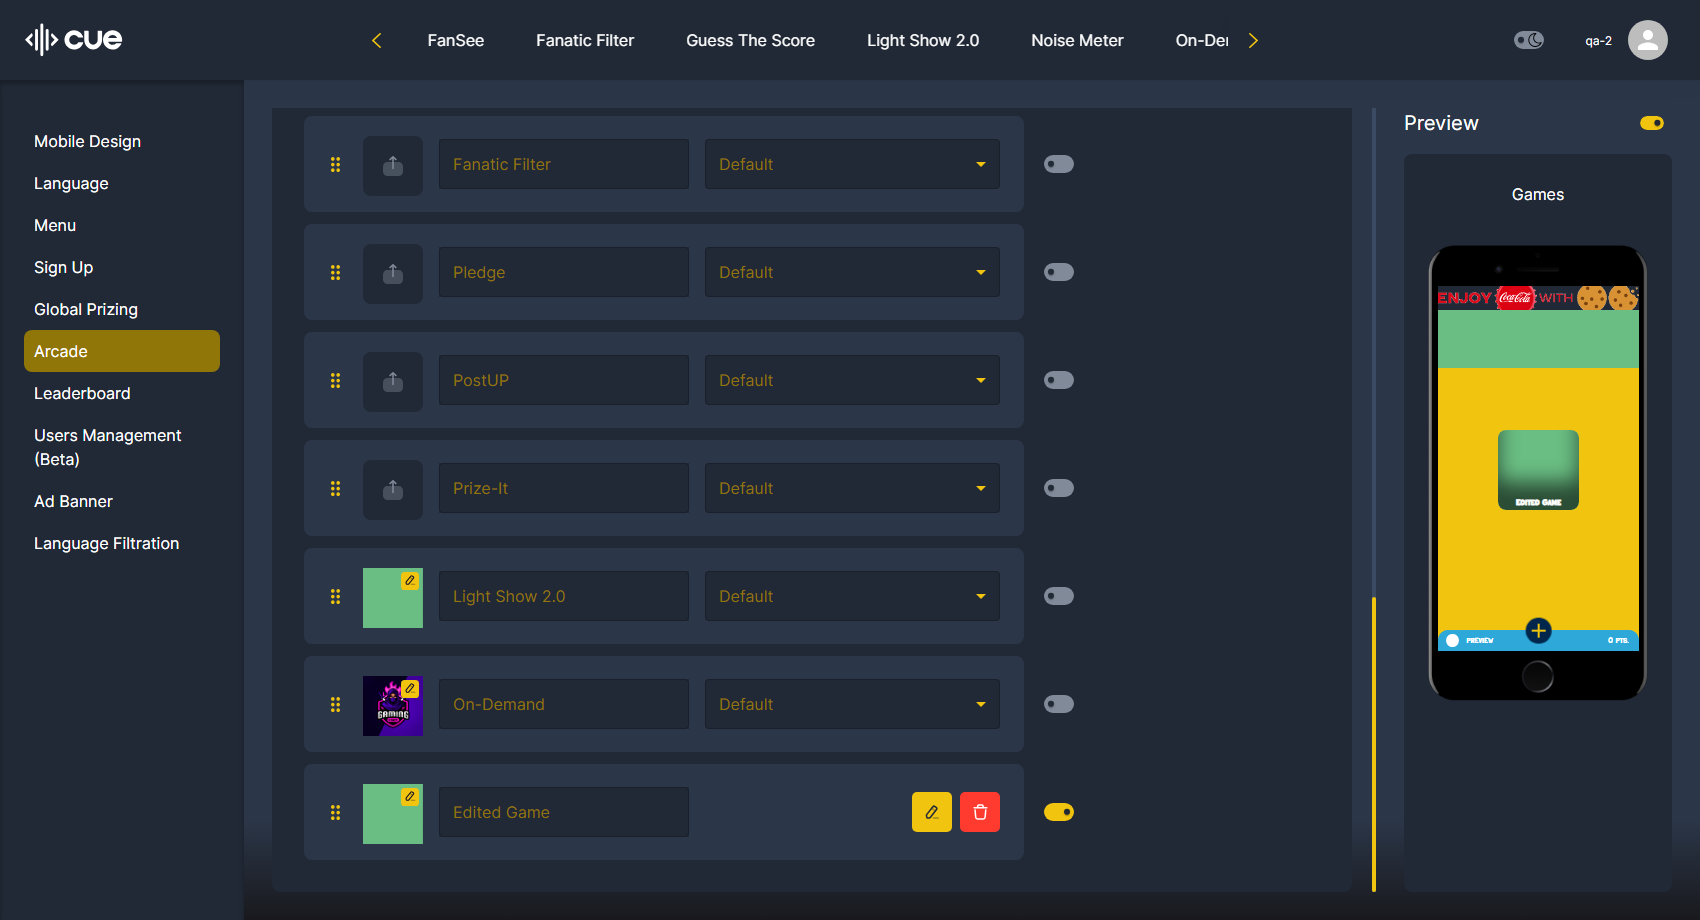 cue
FanSee
Fanatic Filter
Guess The Score
Light Show 2.0
Noise Meter
On-Der
qa-2
Mobile Design
Language
Menu
Sign Up
Global Prizing
Arcade
Leaderboard
Users Management
(Beta)
Ad Banner
Language Filtration
Fanatic Filter
Default
Pledge
Default
PostUP
Default
Prize-It
Default
Light Show 2.0
Default
GAMING
On-Demand
Default
Edited Game
Preview
Games
ENJOY Coca-Cola WITH
Edited Game
PREVIEW
0 PTS.